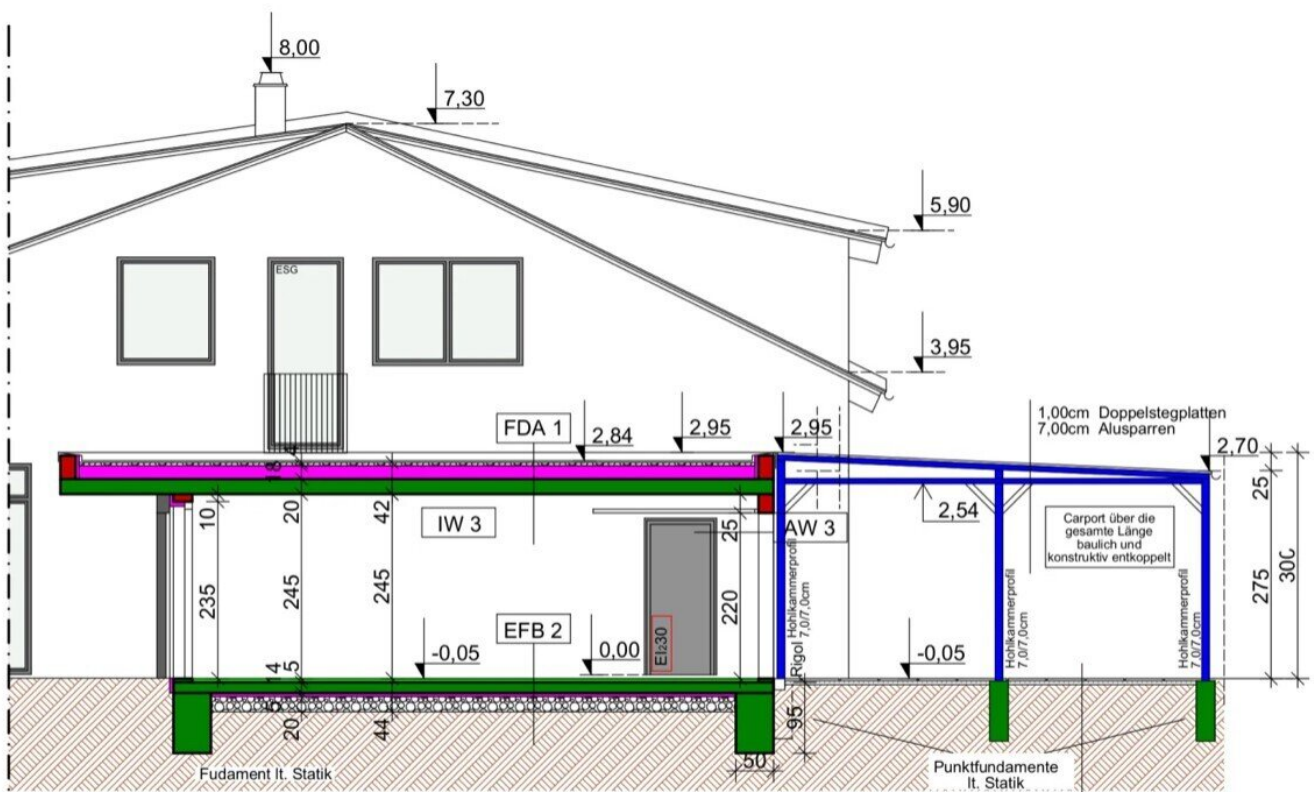 8,00
7,30
5,90
ESG
3,95
1,00cm Doppelstegplatten
7,00cm Alusparren
FDA 1
2,84
2,95
2,95
2,70
4
18
10
20
42
IW 3
25
AW 3
2,54
25
Carport über die
gesamte Länge
baulich und
konstruktiv entkoppelt
300
275
235
245
245
220
Hohlkammerprofil
7,0/7,0cm
Hohlkammerprofil
7,0/7,0cm
Hohlkammerprofil
7,0/7,0cm
EFB 2
-0,05
0,00
EI₂30
Rigol
-0,05
14
15
5
20
44
95
50
Fudament lt. Statik
Punktfundamente
lt. Statik